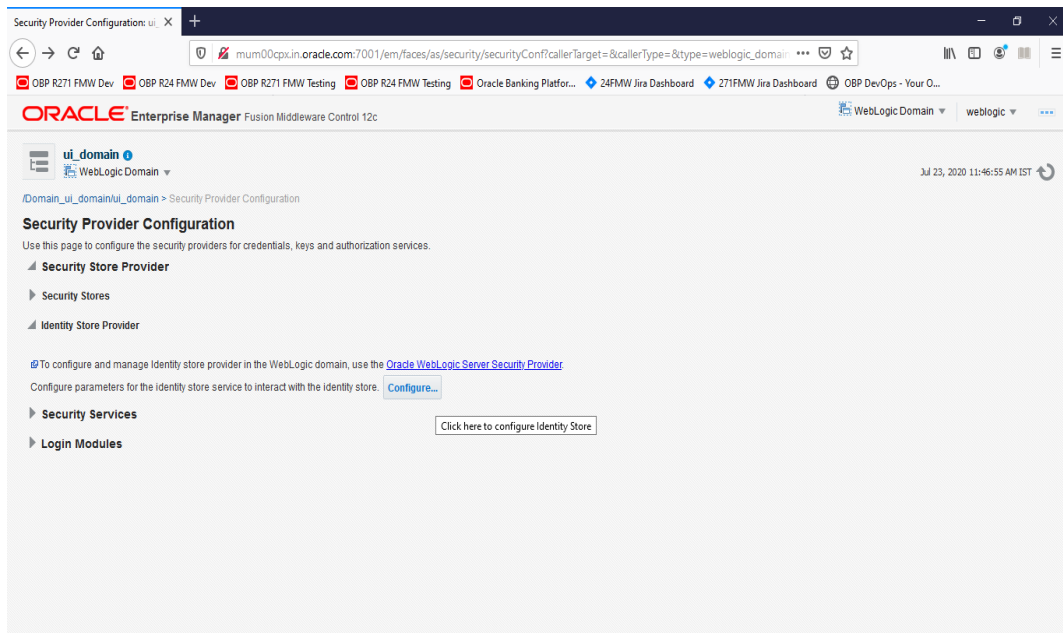 Security Provider Configuration: ui_
mum00cpx.in.oracle.com:7001/em/faces/as/security/securityConf?callerTarget=&callerType=&type=weblogic_domain
OBP R271 FMW Dev OBP R24 FMW Dev OBP R271 FMW Testing OBP R24 FMW Testing Oracle Banking Platfor... 24FMW Jira Dashboard 271FMW Jira Dashboard OBP DevOps - Your O...
ORACLE Enterprise Manager Fusion Middleware Control 12c WebLogic Domain weblogic
ui_domain
WebLogic Domain
Jul 23, 2020 11:46:55 AM IST
/Domain_ui_domain/ui_domain > Security Provider Configuration
Security Provider Configuration
Use this page to configure the security providers for credentials, keys and authorization services.
Security Store Provider
Security Stores
Identity Store Provider
To configure and manage Identity store provider in the WebLogic domain, use the Oracle WebLogic Server Security Provider.
Configure parameters for the identity store service to interact with the identity store. Configure...
Click here to configure Identity Store
Security Services
Login Modules